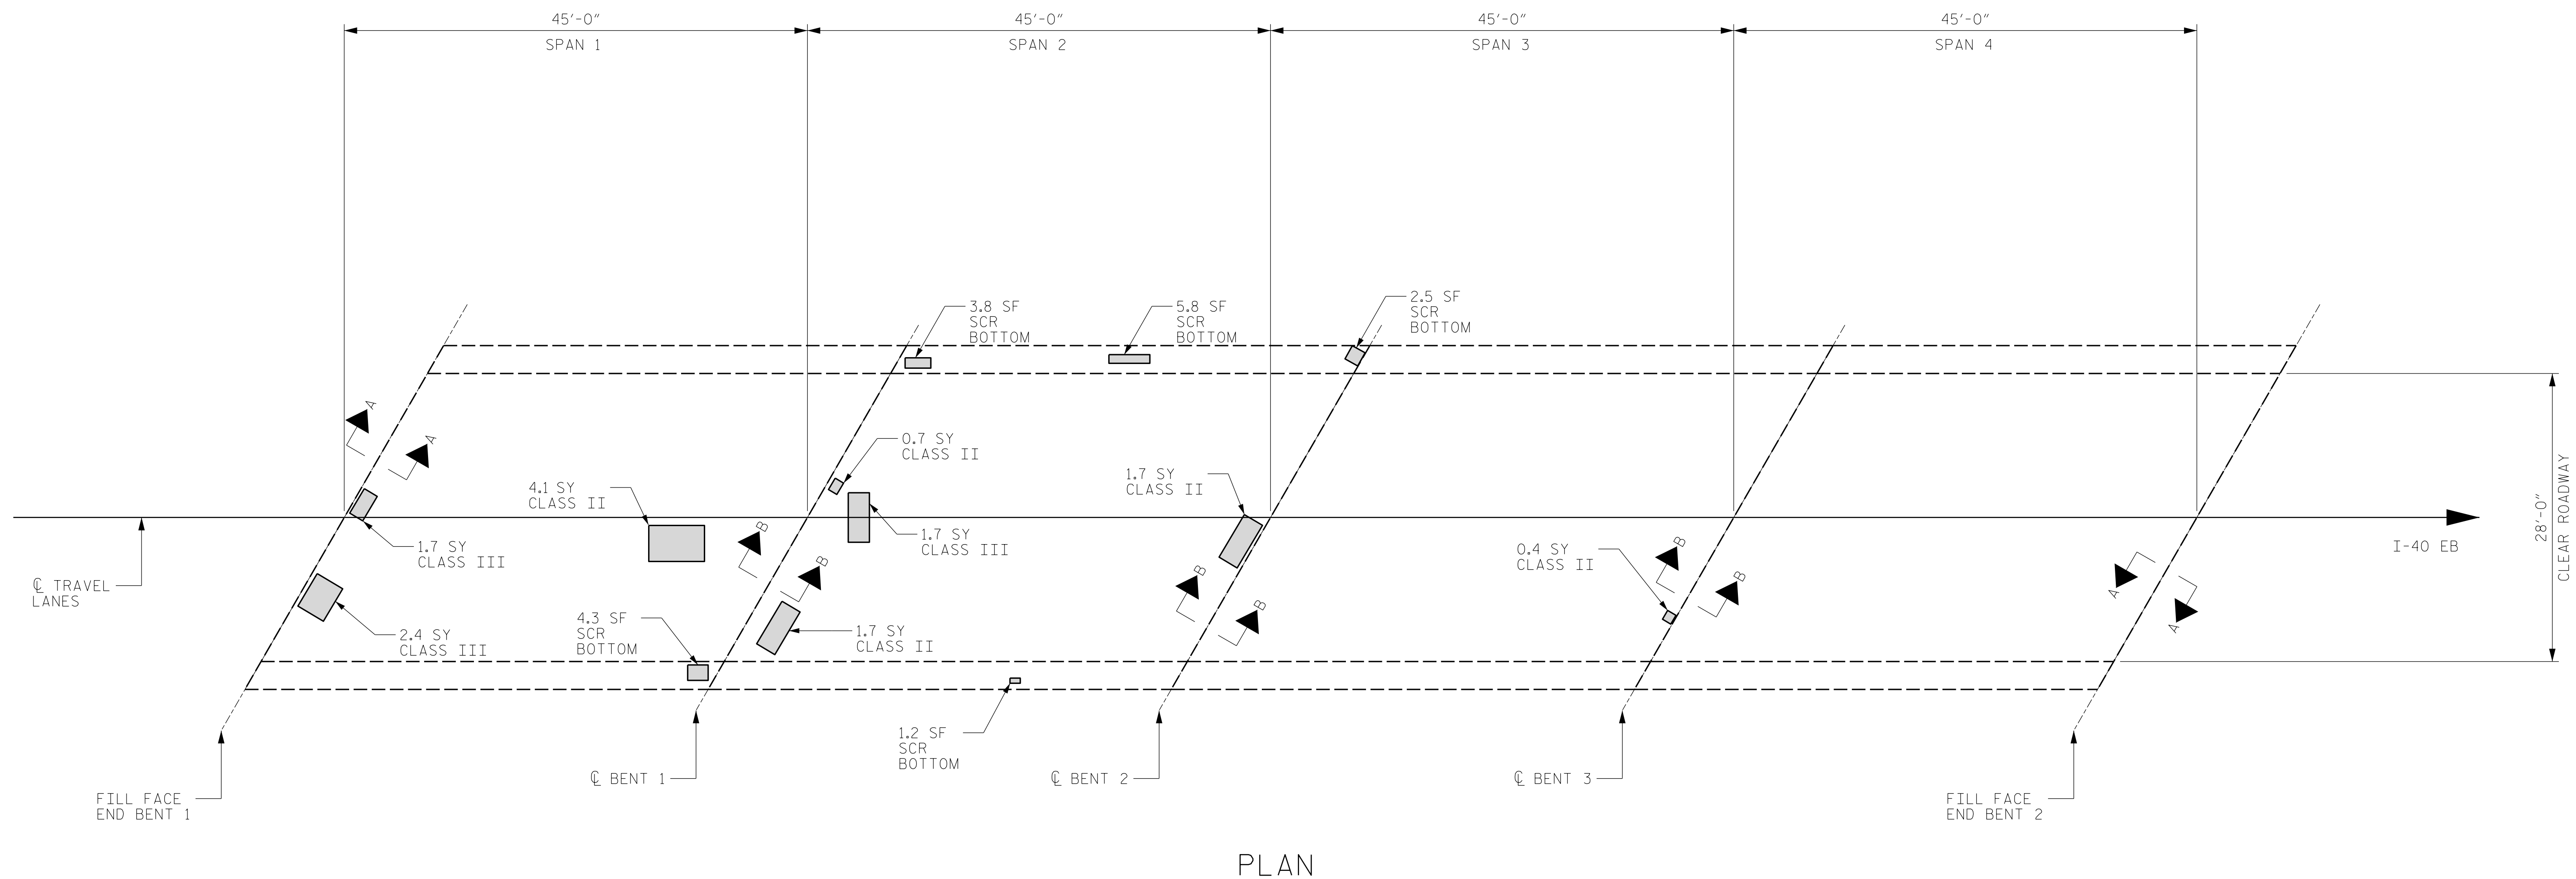 45'-0"
SPAN 1
45'-0"
SPAN 2
45'-0"
SPAN 3
45'-0"
SPAN 4
3.8 SF
SCR
BOTTOM
5.8 SF
SCR
BOTTOM
2.5 SF
SCR
BOTTOM
A
A
0.7 SY
CLASS II
4.1 SY
CLASS II
1.7 SY
CLASS II
1.7 SY
CLASS III
1.7 SY
CLASS III
B
B
0.4 SY
CLASS II
B
B
B
B
A
A
I-40 EB
28'-0"
CLEAR ROADWAY
℄ TRAVEL
LANES
2.4 SY
CLASS III
4.3 SF
SCR
BOTTOM
1.7 SY
CLASS II
1.2 SF
SCR
BOTTOM
℄ BENT 1
℄ BENT 2
℄ BENT 3
FILL FACE
END BENT 1
FILL FACE
END BENT 2
PLAN